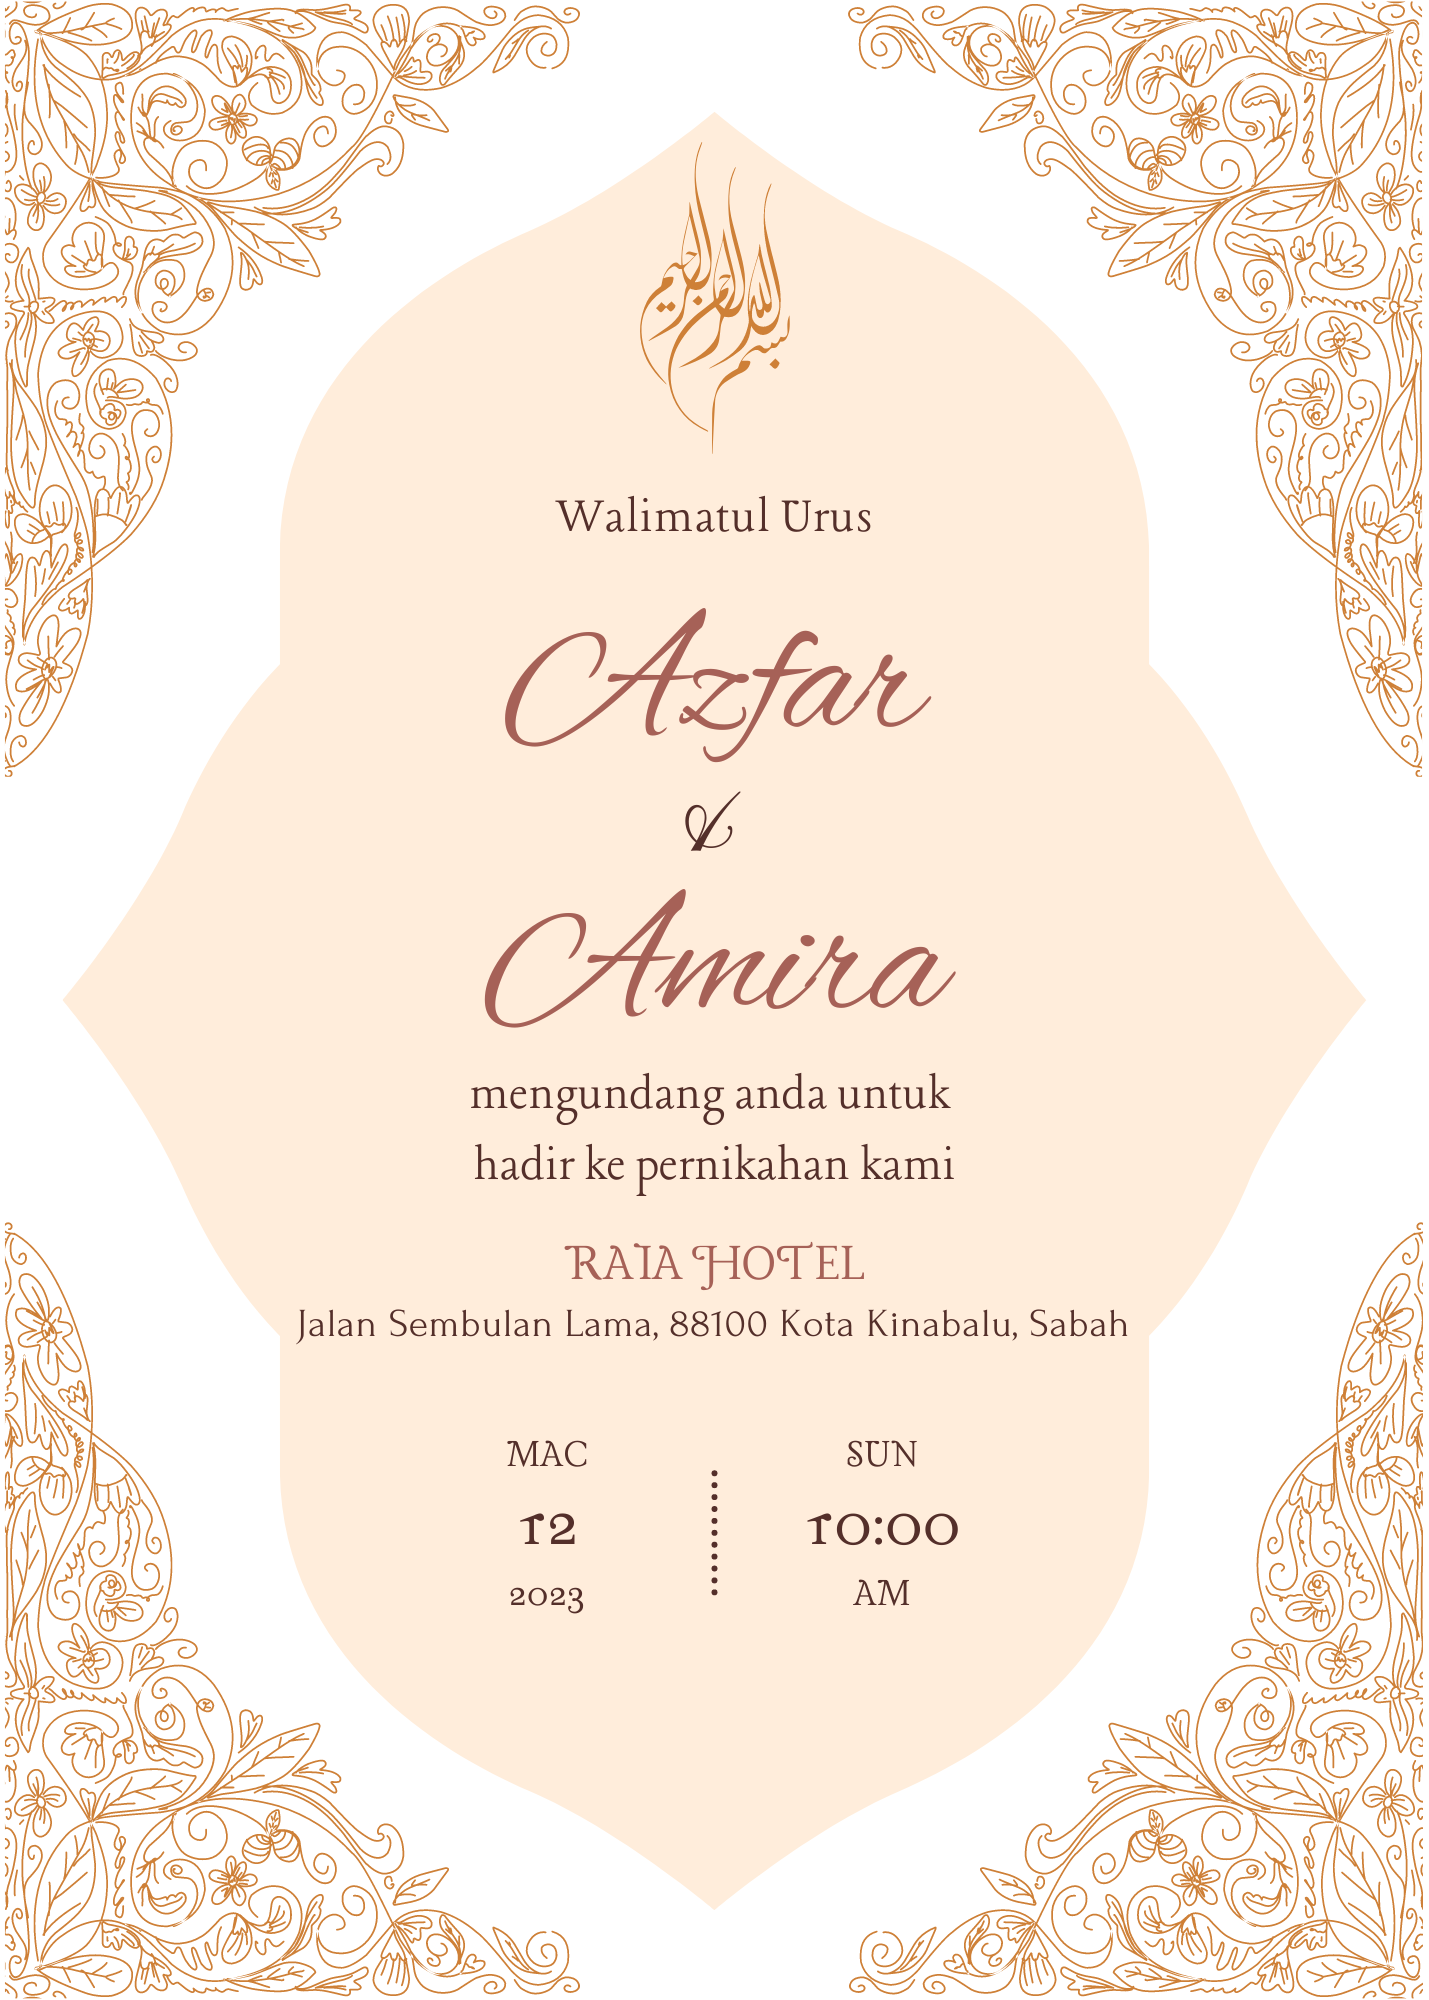 بسم الله الرحمن الرحيم
Walimatul Urus
Azfar
&
Amira
mengundang anda untuk
hadir ke pernikahan kami
RAIA HOTEL
Jalan Sembulan Lama, 88100 Kota Kinabalu, Sabah
MAC
12
2023
SUN
10:00
AM